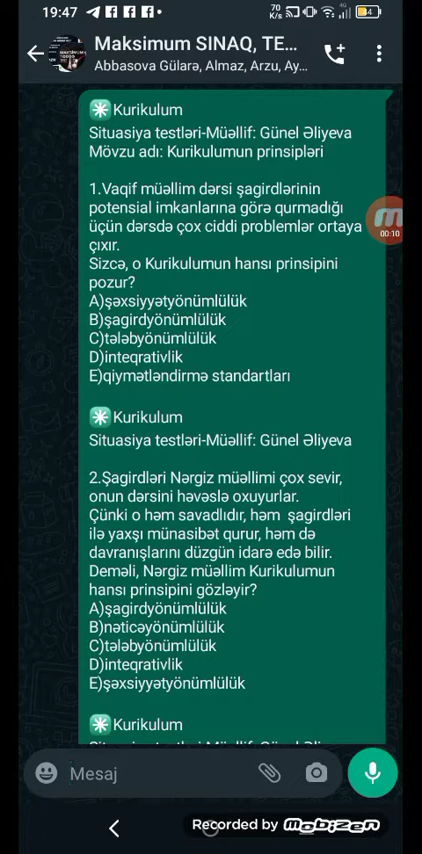 19:47
70
K/s
4G
84
Maksimum SINAQ, TE...
Abbasova Gülarə, Almaz, Arzu, Ay...
Kurikulum
Situasiya testləri-Müəllif: Günel Əliyeva
Mövzu adı: Kurikulumun prinsipləri
1.Vaqif müəllim dərsi şagirdlərinin
potensial imkanlarına görə qurmadığı
üçün dərsdə çox ciddi problemlər ortaya
çıxır.
00:10
Sizcə, o Kurikulumun hansı prinsipini
pozur?
A)şəxsiyyətyönümlülük
B)şagirdyönümlülük
C)tələbyönümlülük
D)inteqrativlik
E)qiymətləndirmə standartları
Kurikulum
Situasiya testləri-Müəllif: Günel Əliyeva
2.Şagirdləri Nərgiz müəllimi çox sevir,
onun dərsini həvəslə oxuyurlar.
Çünki o həm savadlıdır, həm şagirdləri
ilə yaxşı münasibət qurur, həm də
davranışlarını düzgün idarə edə bilir.
Deməli, Nərgiz müəllim Kurikulumun
hansı prinsipini gözləyir?
A)şagirdyönümlülük
B)nəticəyönümlülük
C)tələbyönümlülük
D)inteqrativlik
E)şəxsiyyətyönümlülük
Kurikulum
Mesaj
Recorded by mobizen